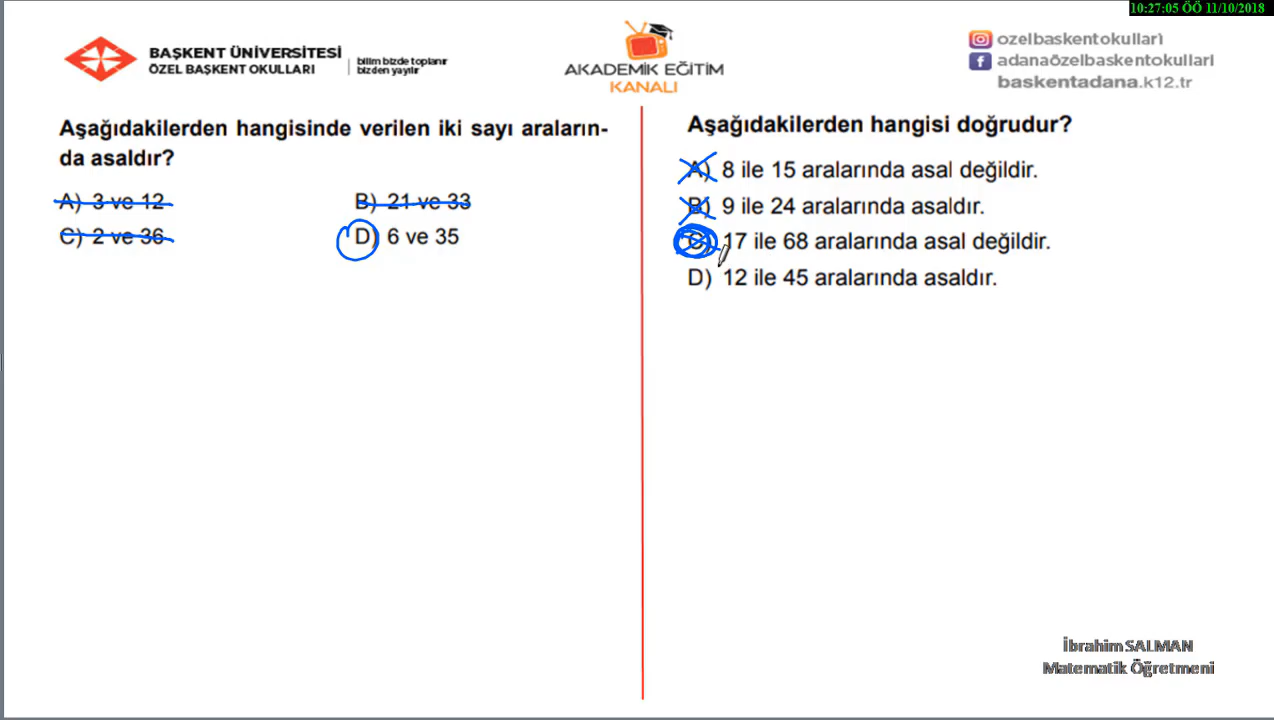 10:27:05 ÖÖ 11/10/2018
BAŞKENT ÜNİVERSİTESİ
ÖZEL BAŞKENT OKULLARI
bilim bizde toplanır
bizden yayılır
AKADEMİK EĞİTİM
KANALI
ozelbaskentokullari
adanaözelbaskentokullari
baskentadana.k12.tr
Aşağıdakilerden hangisinde verilen iki sayı araların-
da asaldır?
A) 3 ve 12
B) 21 ve 33
C) 2 ve 36
D) 6 ve 35
Aşağıdakilerden hangisi doğrudur?
A) 8 ile 15 aralarında asal değildir.
B) 9 ile 24 aralarında asaldır.
C) 17 ile 68 aralarında asal değildir.
D) 12 ile 45 aralarında asaldır.
İbrahim SALMAN
Matematik Öğretmeni